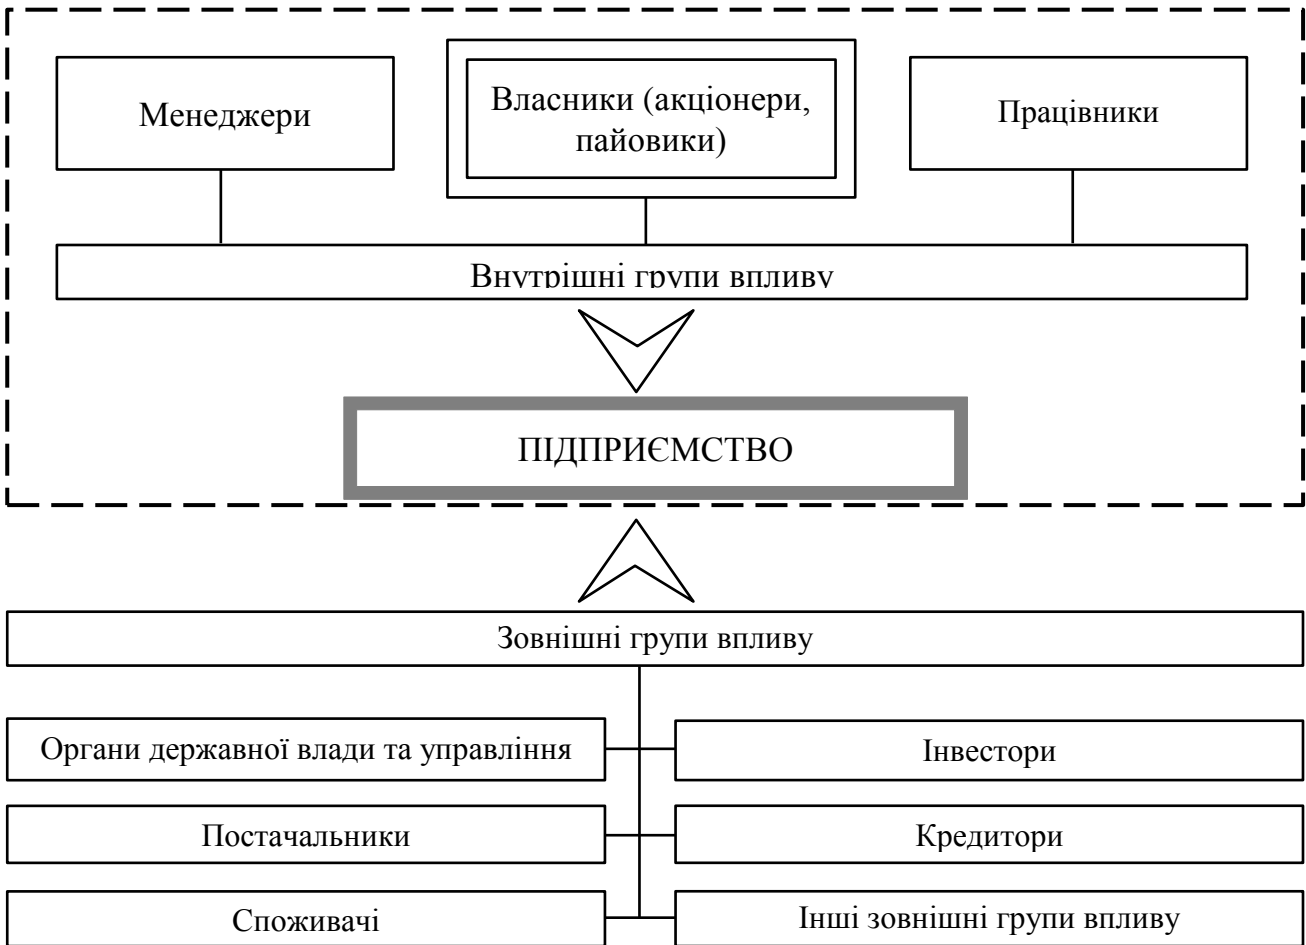 Менеджери
Власники (акціонери,
пайовики)
Працівники
Внутрішні групи впливу
ПІДПРИЄМСТВО
Зовнішні групи впливу
Органи державної влади та управління
Інвестори
Постачальники
Кредитори
Споживачі
Інші зовнішні групи впливу